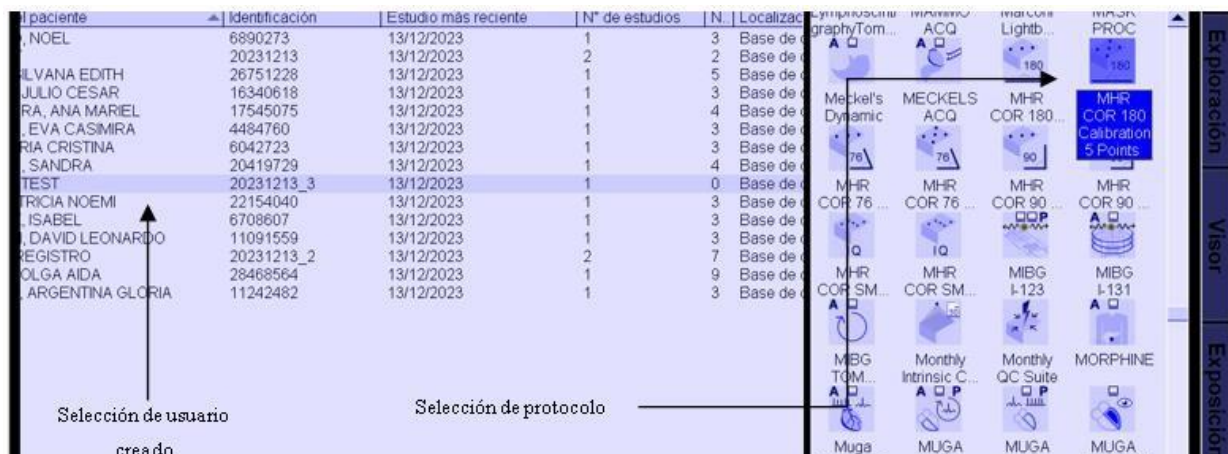 el paciente Identificación Estudio más reciente N° de estudios N.. Localizac
, NOEL 6890273 13/12/2023 1 3 Base de
20231213 13/12/2023 2 2 Base de
ILVANA EDITH 26751228 13/12/2023 1 5 Base de
JULIO CESAR 16340618 13/12/2023 1 3 Base de
RA, ANA MARIEL 17545075 13/12/2023 1 4 Base de
, EVA CASIMIRA 4484760 13/12/2023 1 3 Base de
RIA CRISTINA 6042723 13/12/2023 1 3 Base de
, SANDRA 20419729 13/12/2023 1 4 Base de
TEST 20231213_3 13/12/2023 1 0 Base de
TRICIA NOEMI 22154040 13/12/2023 1 3 Base de
, ISABEL 6708607 13/12/2023 1 3 Base de
, DAVID LEONARDO 11091559 13/12/2023 1 3 Base de
REGISTRO 20231213_2 13/12/2023 2 7 Base de
OLGA AIDA 28468564 13/12/2023 1 9 Base de
, ARGENTINA GLORIA 11242482 13/12/2023 1 3 Base de
Selección de usuario
creado
Selección de protocolo
Lymphoscinti MAMMO Marconi MASK
graphyTom... ACQ Lightb... PROC
A A 180 180
Meckel's MECKELS MHR MHR
Dynamic ACQ COR 180... COR 180
Calibration
5 Points
76 76 90
MHR MHR MHR MHR
COR 76 ... COR 76 ... COR 90 ... COR 90 ...
IQ IQ P A
MHR MHR MIBG MIBG
COR SM... COR SM... I-123 I-131
A
MIBG Monthly Monthly MORPHINE
TOM... Intrinsic C... QC Suite
A A P P
Muga MUGA MUGA MUGA
Exploración
Visor
Exposición